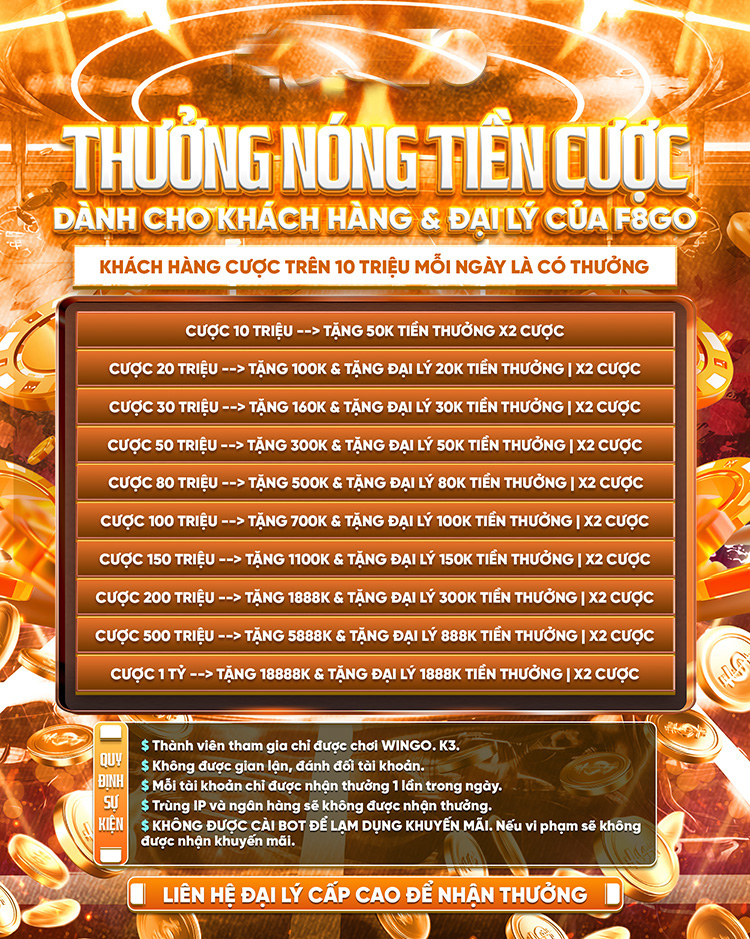 THƯỞNG NÓNG TIỀN CƯỢC
DÀNH CHO KHÁCH HÀNG & ĐẠI LÝ CỦA F8GO
KHÁCH HÀNG CƯỢC TRÊN 10 TRIỆU MỖI NGÀY LÀ CÓ THƯỞNG
CƯỢC 10 TRIỆU --> TẶNG 50K TIỀN THƯỞNG X2 CƯỢC
CƯỢC 20 TRIỆU --> TẶNG 100K & TẶNG ĐẠI LÝ 20K TIỀN THƯỞNG | X2 CƯỢC
CƯỢC 30 TRIỆU --> TẶNG 160K & TẶNG ĐẠI LÝ 30K TIỀN THƯỞNG | X2 CƯỢC
CƯỢC 50 TRIỆU --> TẶNG 300K & TẶNG ĐẠI LÝ 50K TIỀN THƯỞNG | X2 CƯỢC
CƯỢC 80 TRIỆU --> TẶNG 500K & TẶNG ĐẠI LÝ 80K TIỀN THƯỞNG | X2 CƯỢC
CƯỢC 100 TRIỆU --> TẶNG 700K & TẶNG ĐẠI LÝ 100K TIỀN THƯỞNG | X2 CƯỢC
CƯỢC 150 TRIỆU --> TẶNG 1100K & TẶNG ĐẠI LÝ 150K TIỀN THƯỞNG | X2 CƯỢC
CƯỢC 200 TRIỆU --> TẶNG 1888K & TẶNG ĐẠI LÝ 300K TIỀN THƯỞNG | X2 CƯỢC
CƯỢC 500 TRIỆU --> TẶNG 5888K & TẶNG ĐẠI LÝ 888K TIỀN THƯỞNG | X2 CƯỢC
CƯỢC 1 TỶ --> TẶNG 18888K & TẶNG ĐẠI LÝ 1888K TIỀN THƯỞNG | X2 CƯỢC
QUY
ĐỊNH
SỰ
KIỆN
$ Thành viên tham gia chỉ được chơi WINGO. K3.
$ Không được gian lận, đánh đối tài khoản.
$ Mỗi tài khoản chỉ được nhận thưởng 1 lần trong ngày.
$ Trùng IP và ngân hàng sẽ không được nhận thưởng.
$ KHÔNG ĐƯỢC CÀI BOT ĐỂ LẠM DỤNG KHUYẾN MÃI. Nếu vi phạm sẽ không
được nhận khuyến mãi.
LIÊN HỆ ĐẠI LÝ CẤP CAO ĐỂ NHẬN THƯỞNG